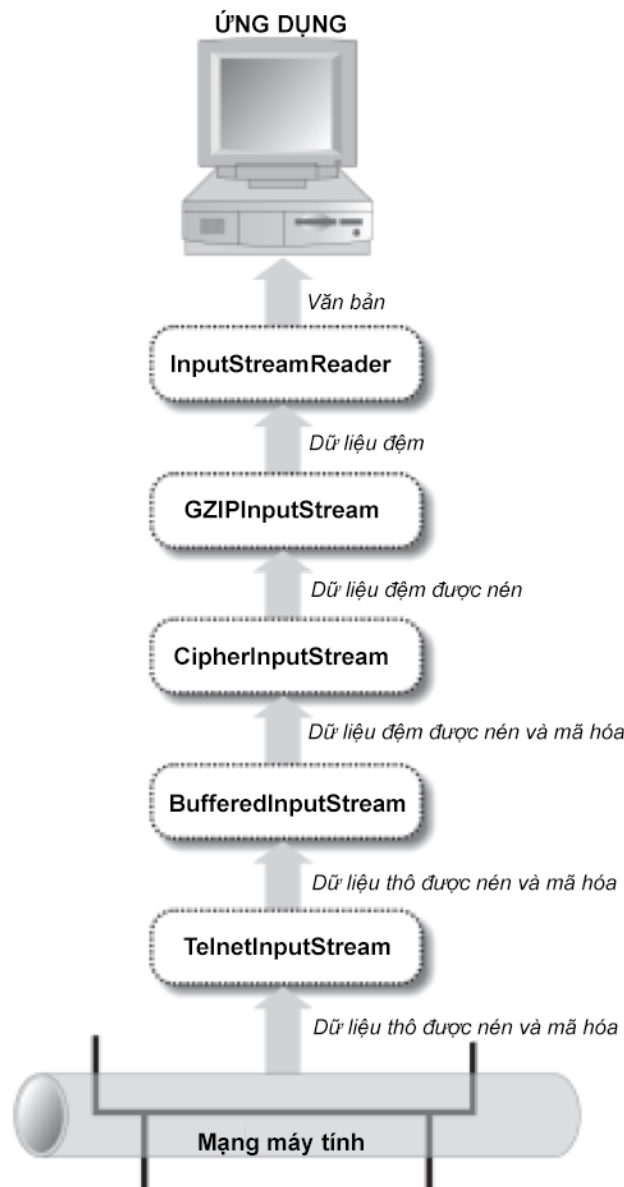 ỨNG DỤNG
Văn bản
InputStreamReader
Dữ liệu đệm
GZIPInputStream
Dữ liệu đệm được nén
CipherInputStream
Dữ liệu đệm được nén và mã hóa
BufferedInputStream
Dữ liệu thô được nén và mã hóa
TelnetInputStream
Dữ liệu thô được nén và mã hóa
Mạng máy tính